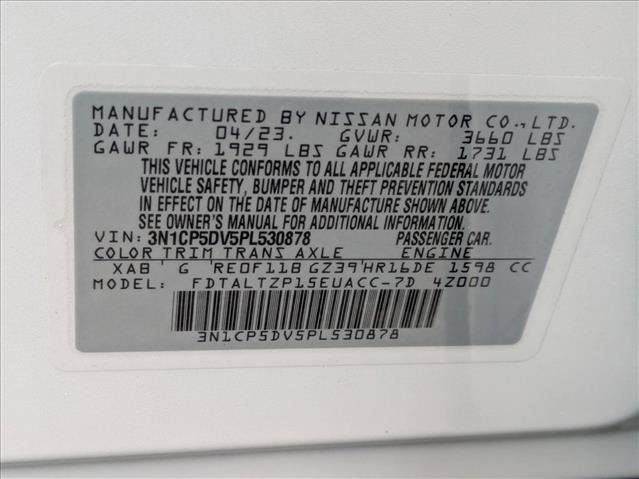 MANUFACTURED BY NISSAN MOTOR CO.,LTD.
DATE: 04/23. GVWR: 3660 LBS
GAWR FR: 1929 LBS GAWR RR: 1731 LBS
THIS VEHICLE CONFORMS TO ALL APPLICABLE FEDERAL MOTOR
VEHICLE SAFETY, BUMPER AND THEFT PREVENTION STANDARDS
IN EFFECT ON THE DATE OF MANUFACTURE SHOWN ABOVE.
SEE OWNER'S MANUAL FOR ADDITIONAL INFORMATION.
VIN: 3N1CP5DV5PL530878 PASSENGER CAR.
COLOR TRIM TRANS AXLE ENGINE
XAB G RE0F11B GZ39 HR16DE 1598 CC
MODEL: FDTALTZP15EUACC-7D 4Z000
3N1CP5DV5PL530878